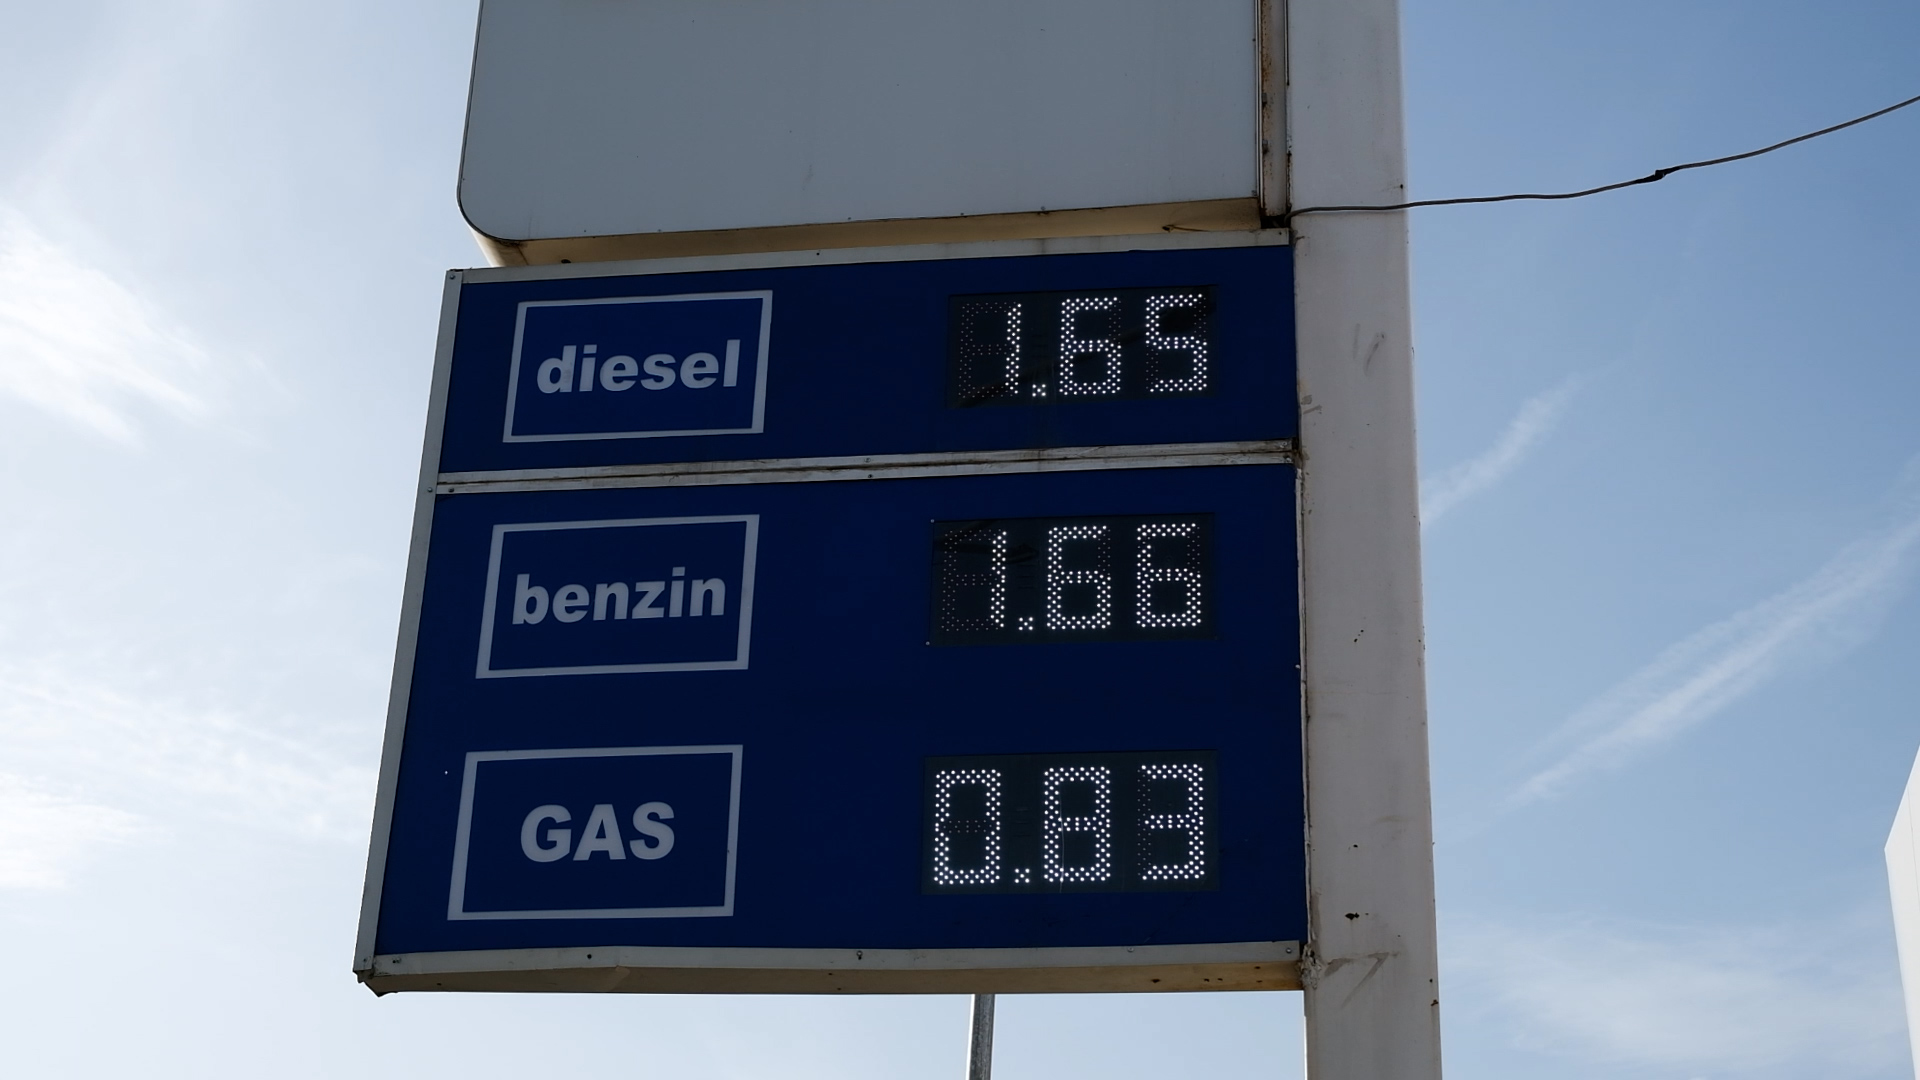 diesel 1.65
benzin 1.66
GAS 0.83